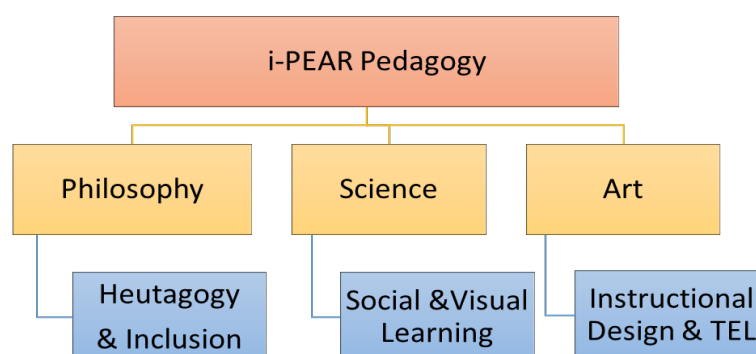 i-PEAR Pedagogy
Philosophy
Science
Art
Heutagogy
& Inclusion
Social &Visual
Learning
Instructional
Design & TEL